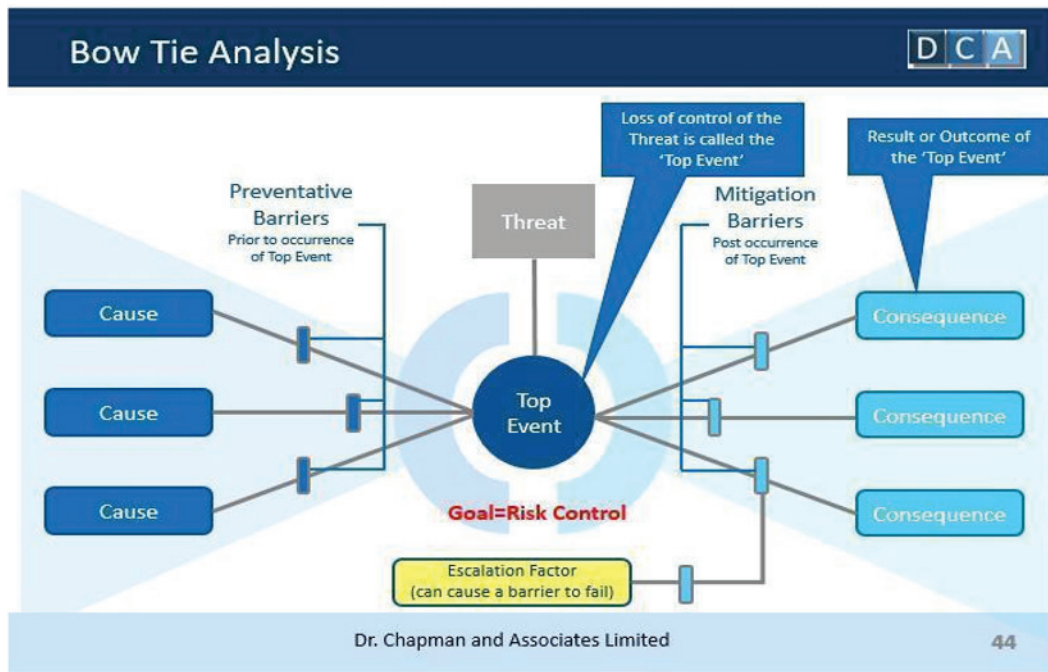 Bow Tie Analysis
D C A
Loss of control of the
Threat is called the
‘Top Event’
Result or Outcome of
the ‘Top Event’
Preventative
Barriers
Prior to occurrence
of Top Event
Threat
Mitigation
Barriers
Post occurrence
of Top Event
Cause
Consequence
Cause
Top
Event
Consequence
Cause
Goal=Risk Control
Consequence
Escalation Factor
(can cause a barrier to fail)
Dr. Chapman and Associates Limited
44